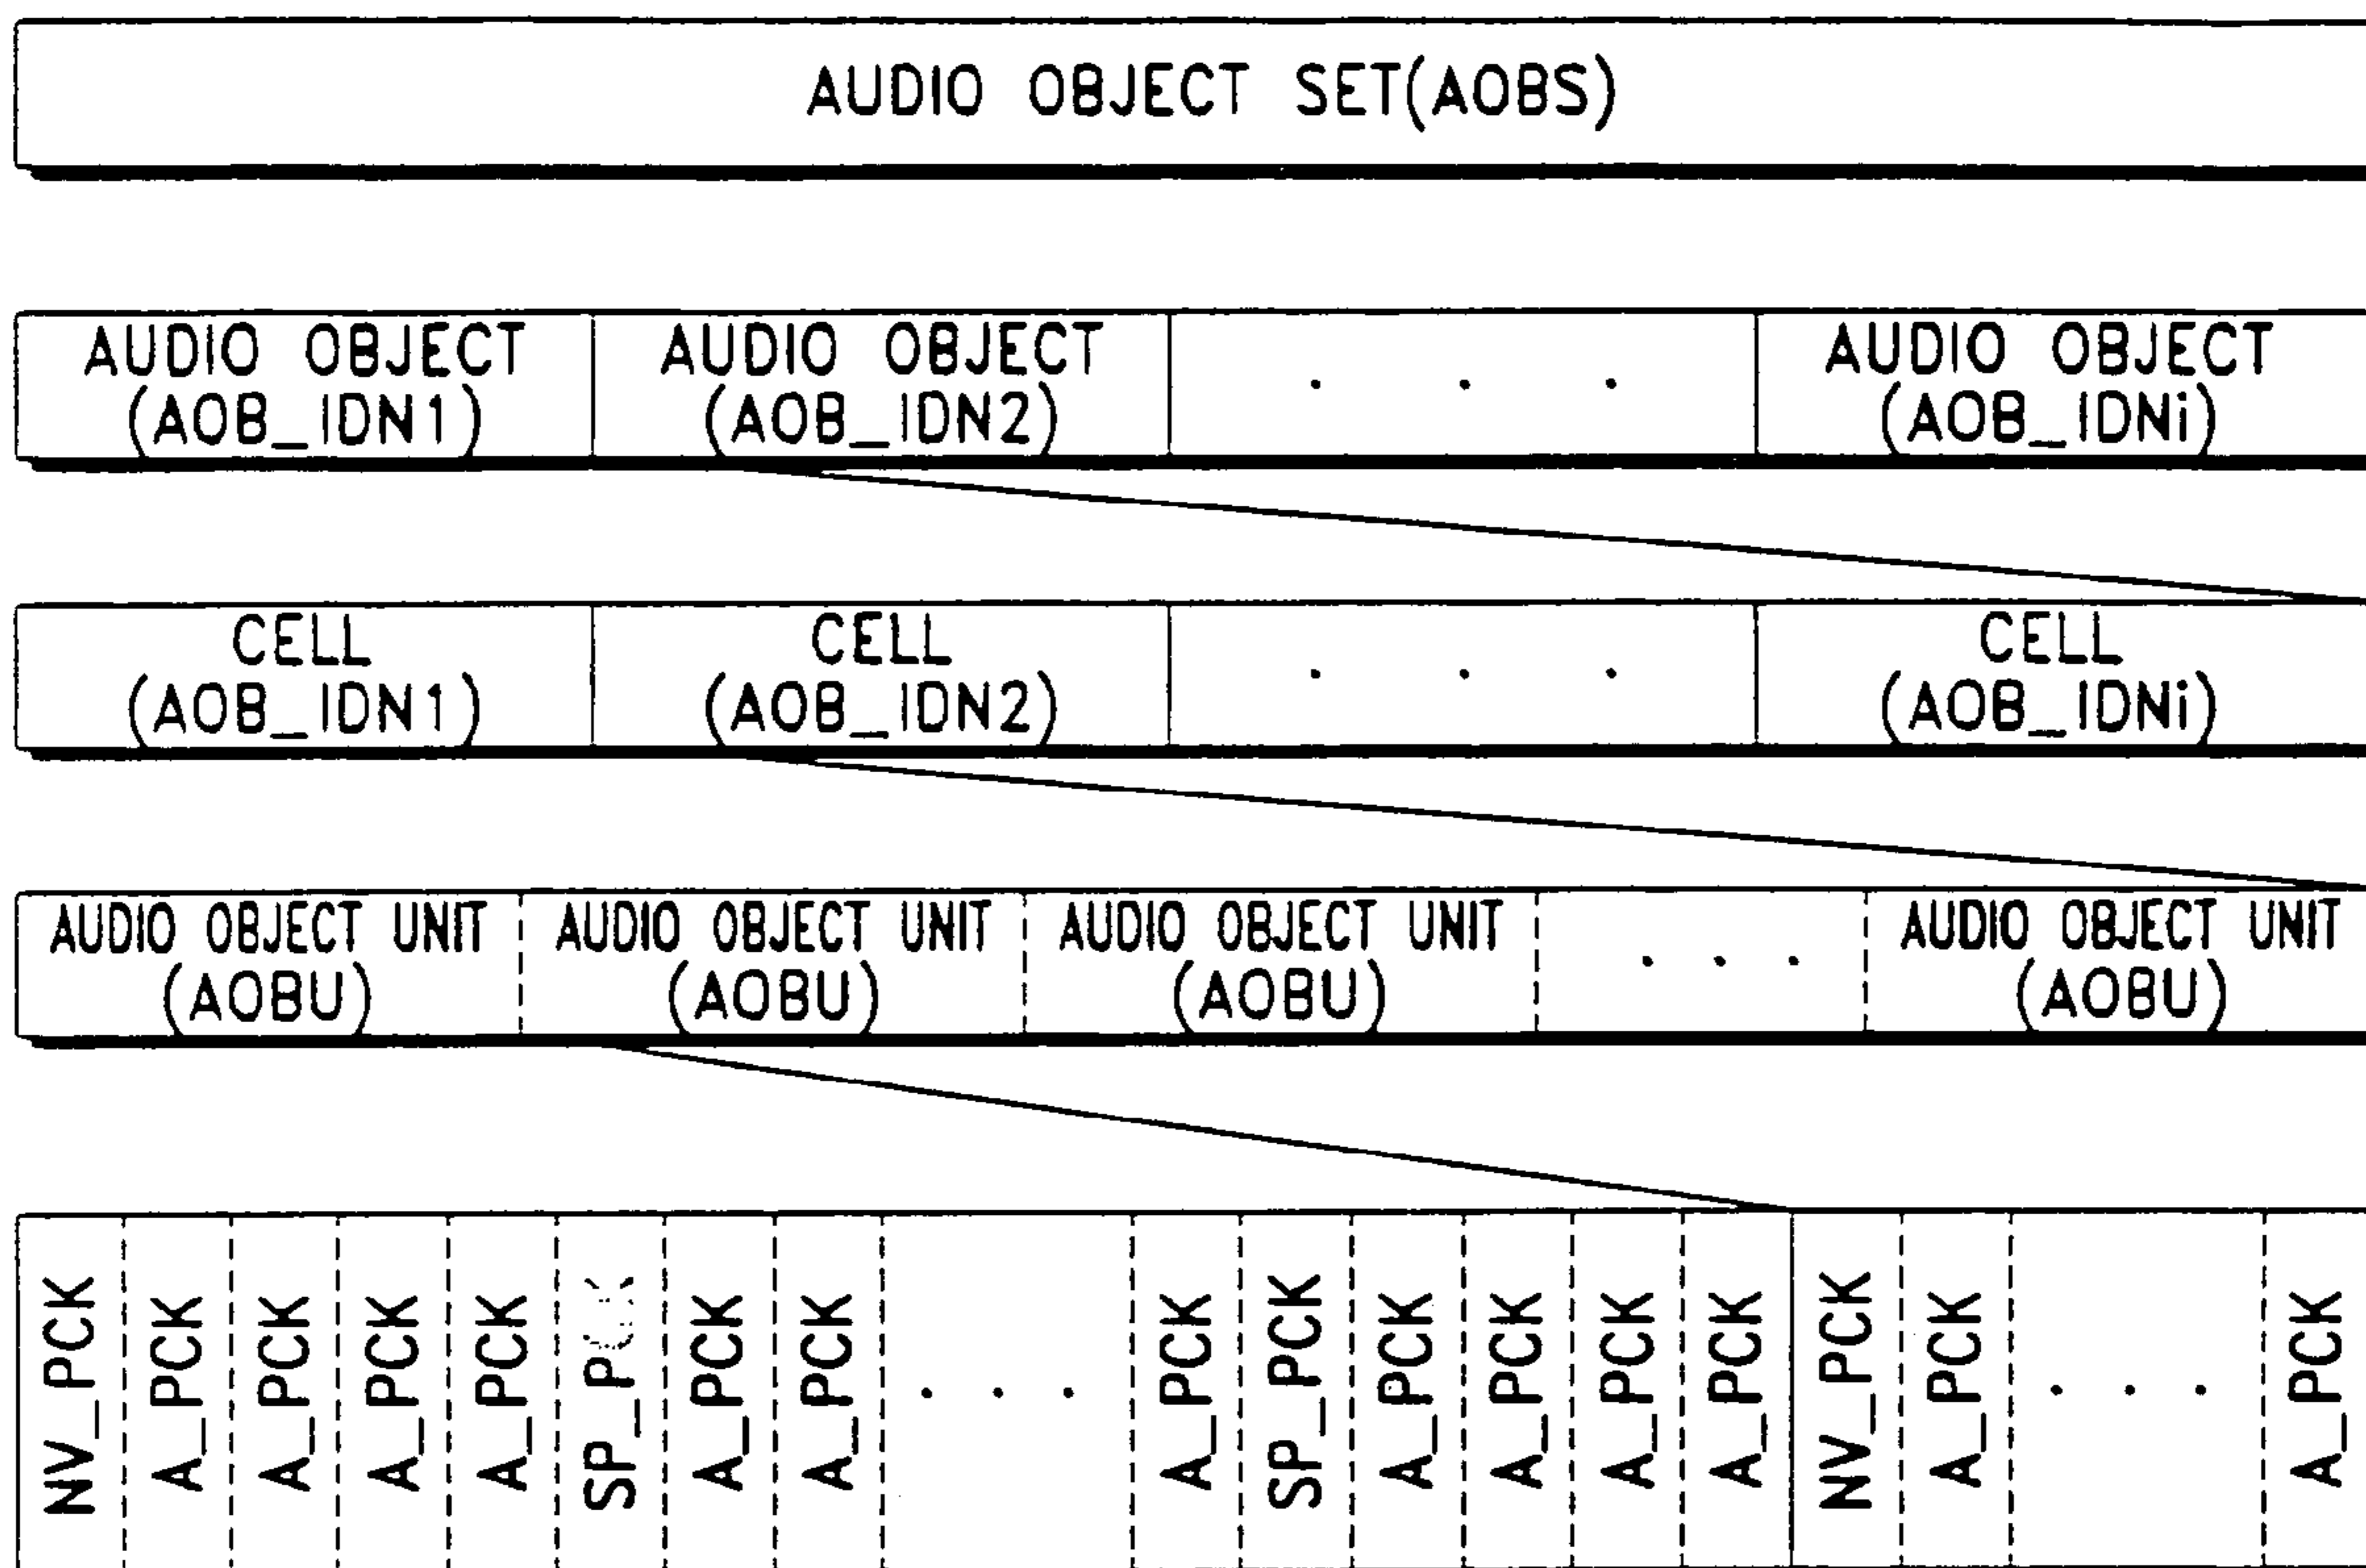 AUDIO OBJECT SET(AOBS)
AUDIO OBJECT
(AOB_IDN1)
AUDIO OBJECT
(AOB_IDN2)
. . .
AUDIO OBJECT
(AOB_IDNi)
CELL
(AOB_IDN1)
CELL
(AOB_IDN2)
. . .
CELL
(AOB_IDNi)
AUDIO OBJECT UNIT
(AOBU)
AUDIO OBJECT UNIT
(AOBU)
AUDIO OBJECT UNIT
(AOBU)
. . .
AUDIO OBJECT UNIT
(AOBU)
NV_PCK
A_PCK
A_PCK
A_PCK
A_PCK
SP_PCK
A_PCK
A_PCK
. . .
A_PCK
SP_PCK
A_PCK
A_PCK
A_PCK
A_PCK
NV_PCK
A_PCK
. . .
A_PCK